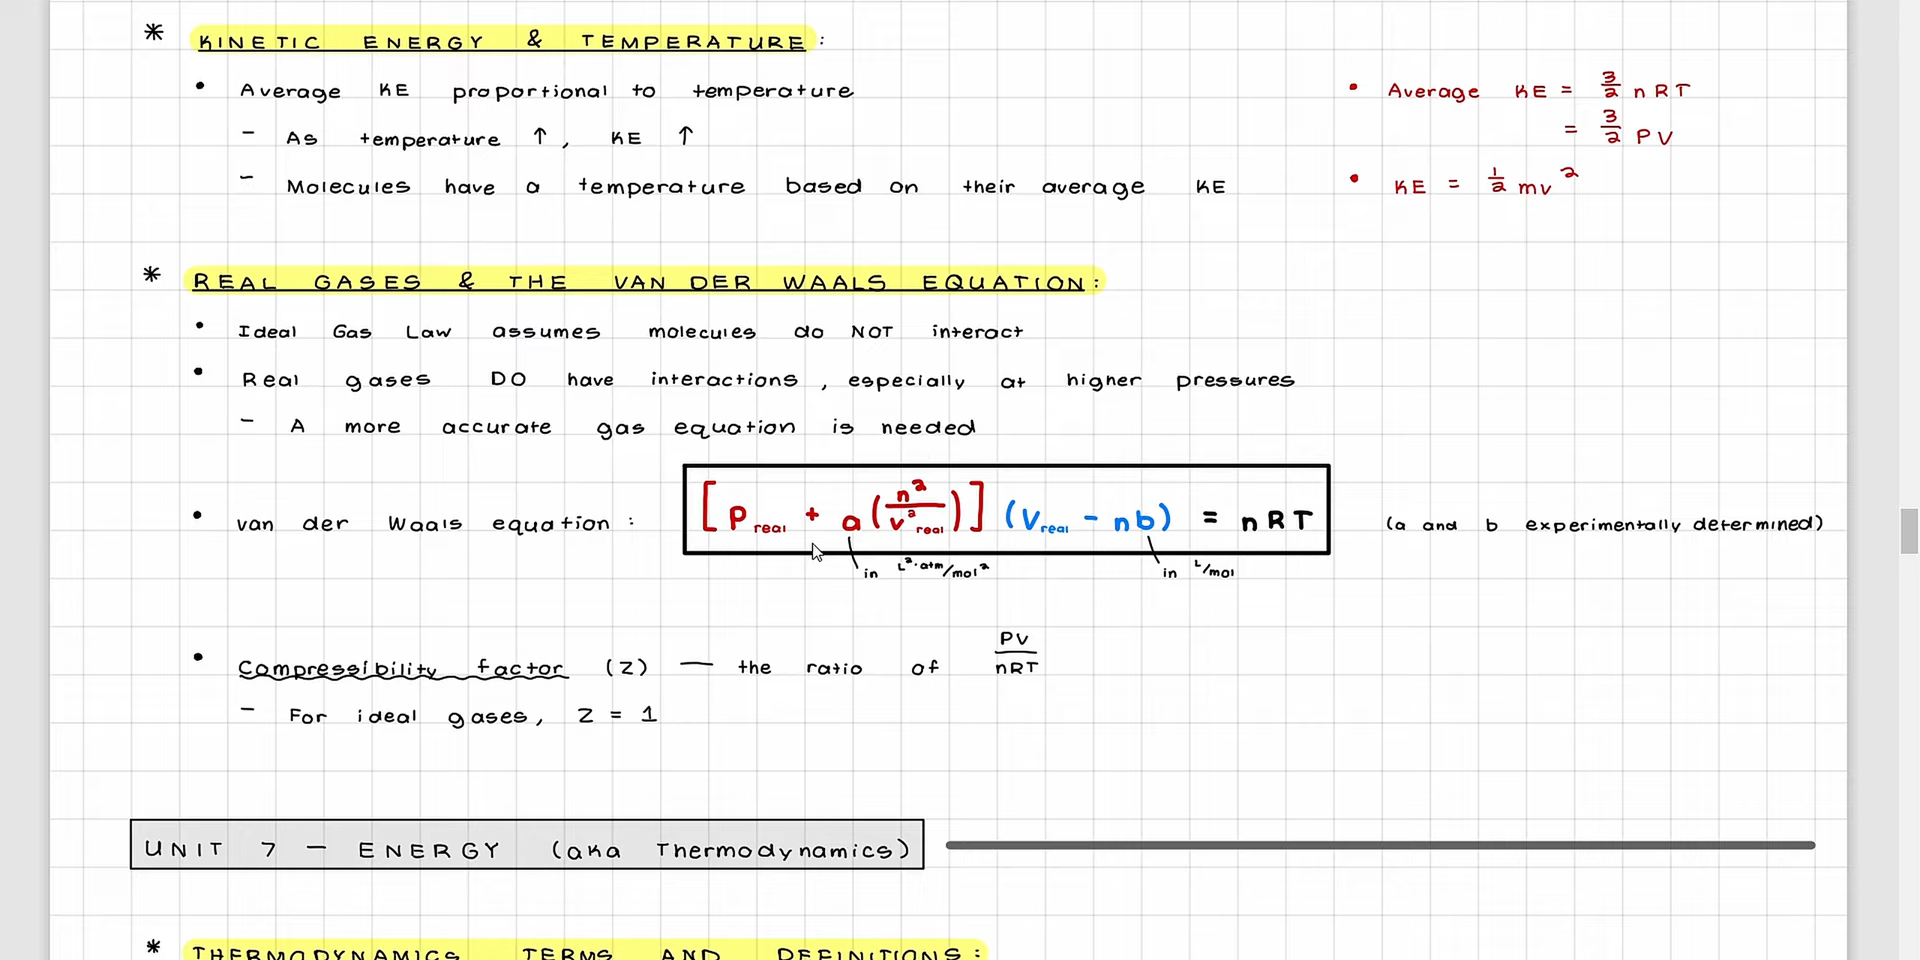 * KINETIC ENERGY & TEMPERATURE:
• Average KE proportional to temperature
– As temperature ↑, KE ↑
– Molecules have a temperature based on their average KE
• Average KE = 3/2 nRT
= 3/2 PV
• KE = 1/2 mv²
* REAL GASES & THE VAN DER WAALS EQUATION:
• Ideal Gas Law assumes molecules do NOT interact
• Real gases DO have interactions, especially at higher pressures
– A more accurate gas equation is needed
• van der Waals equation: [P real + a(n²/v² real)] (V real – nb) = nRT (a and b experimentally determined)
in L²·atm/mol² in L/mol
• Compressibility factor (Z) — the ratio of PV/nRT
– For ideal gases, Z = 1
UNIT 7 – ENERGY (aka Thermodynamics)
* THERMODYNAMICS TERMS AND DEFINITIONS: